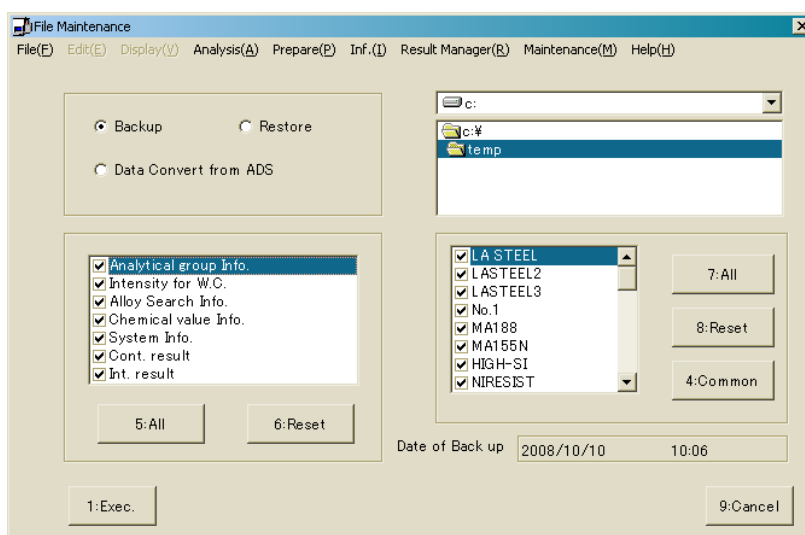 File Maintenance
File(F) Edit(E) Display(V) Analysis(A) Prepare(P) Inf.(I) Result Manager(R) Maintenance(M) Help(H)
Backup Restore
Data Convert from ADS
c:
c:¥
temp
Analytical group Info.
Intensity for W.C.
Alloy Search Info.
Chemical value Info.
System Info.
Cont. result
Int. result
5:All 6:Reset
LA STEEL
LASTEEL2
LASTEEL3
No.1
MA188
MA155N
HIGH-SI
NIRESIST
7:All
8:Reset
4:Common
Date of Back up 2008/10/10 10:06
1:Exec. 9:Cancel